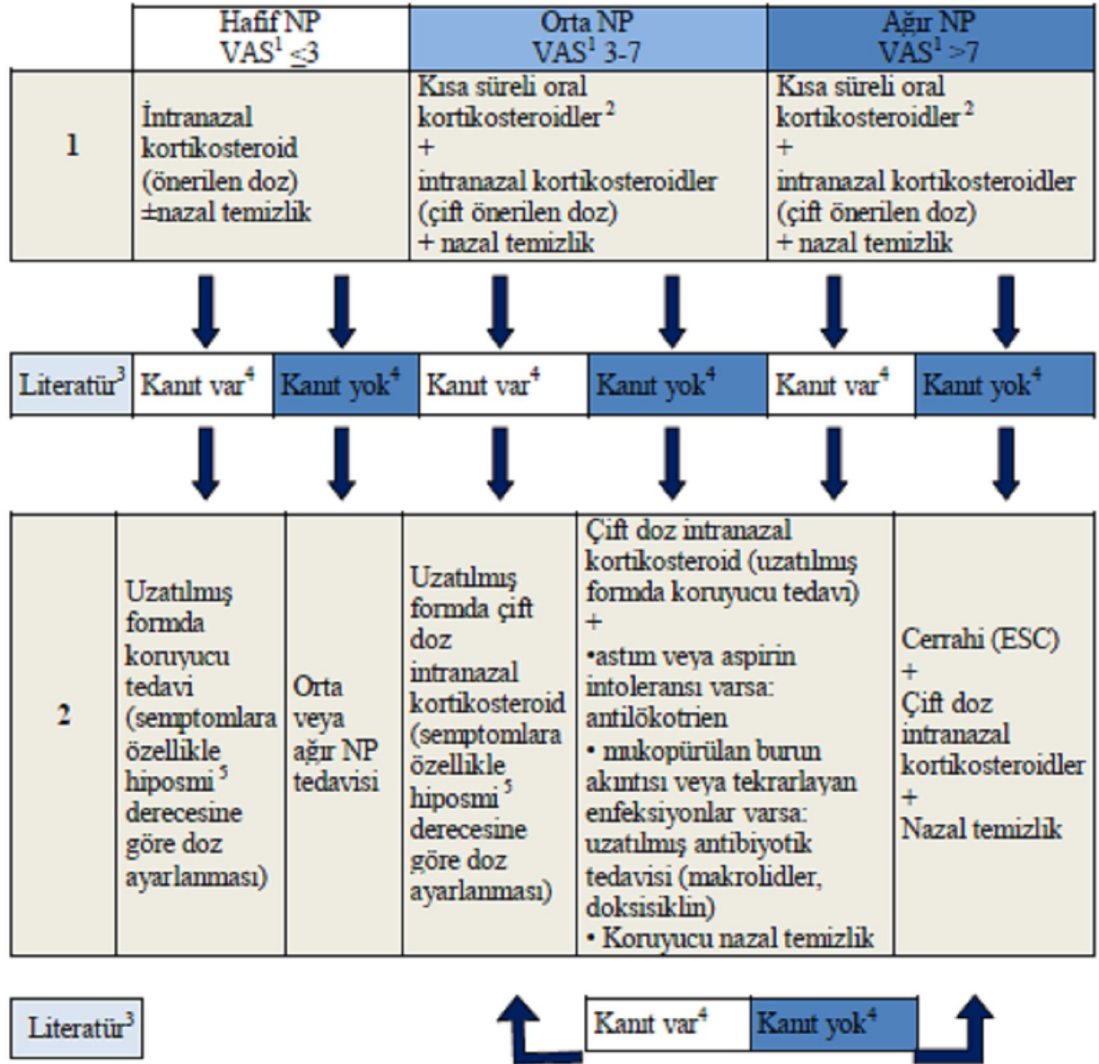 Hafif NP
VAS¹ ≤3
Orta NP
VAS¹ 3-7
Ağır NP
VAS¹ >7
1
İntranazal
kortikosteroid
(önerilen doz)
±nazal temizlik
Kısa süreli oral
kortikosteroidler²
+
intranazal kortikosteroidler
(çift önerilen doz)
+ nazal temizlik
Kısa süreli oral
kortikosteroidler²
+
intranazal kortikosteroidler
(çift önerilen doz)
+ nazal temizlik
Literatür³
Kanıt var⁴
Kanıt yok⁴
Kanıt var⁴
Kanıt yok⁴
Kanıt var⁴
Kanıt yok⁴
2
Uzatılmış
formda
koruyucu
tedavi
(semptomlara
özellikle
hiposmi⁵
derecesine
göre doz
ayarlanması)
Orta
veya
ağır NP
tedavisi
Uzatılmış
formda çift
doz
intranazal
kortikosteroid
(semptomlara
özellikle
hiposmi⁵
derecesine
göre doz
ayarlanması)
Çift doz intranazal
kortikosteroid (uzatılmış
formda koruyucu tedavi)
+
•astım veya aspirin
intoleransı varsa:
antilökotrien
• mukopürülan burun
akıntısı veya tekrarlayan
enfeksiyonlar varsa:
uzatılmış antibiyotik
tedavisi (makrolidler,
doksisiklin)
• Koruyucu nazal temizlik
Cerrahi (ESC)
+
Çift doz
intranazal
kortikosteroidler
+
Nazal temizlik
Literatür³
Kanıt var⁴
Kanıt yok⁴